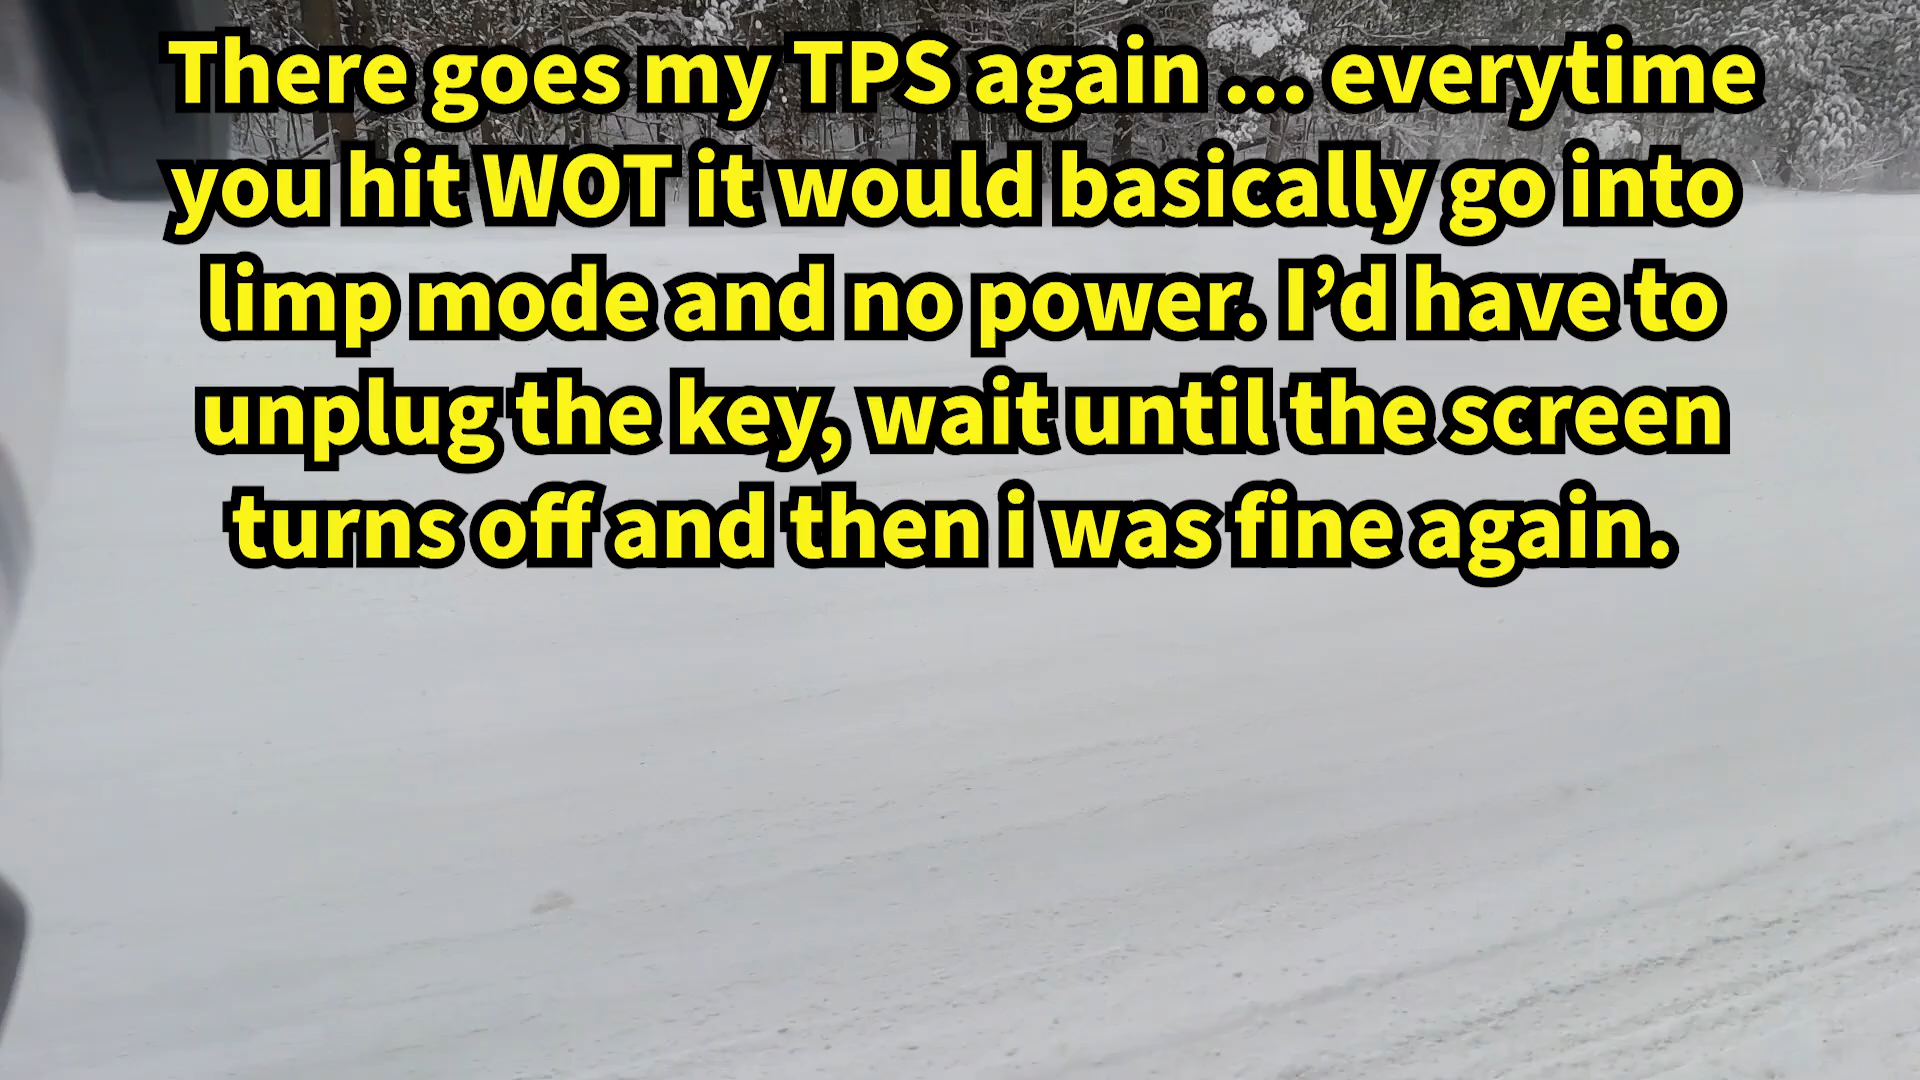 There goes my TPS again ... everytime
you hit WOT it would basically go into
limp mode and no power. I’d have to
unplug the key, wait until the screen
turns off and then i was fine again.